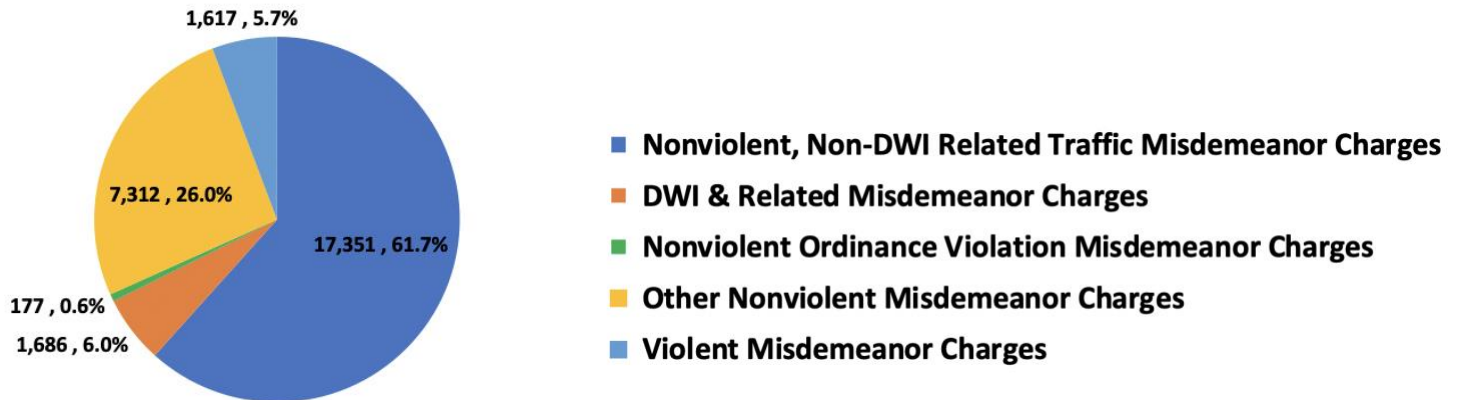 1,617 , 5.7%
7,312 , 26.0%
17,351 , 61.7%
177 , 0.6%
1,686 , 6.0%
Nonviolent, Non-DWI Related Traffic Misdemeanor Charges
DWI & Related Misdemeanor Charges
Nonviolent Ordinance Violation Misdemeanor Charges
Other Nonviolent Misdemeanor Charges
Violent Misdemeanor Charges